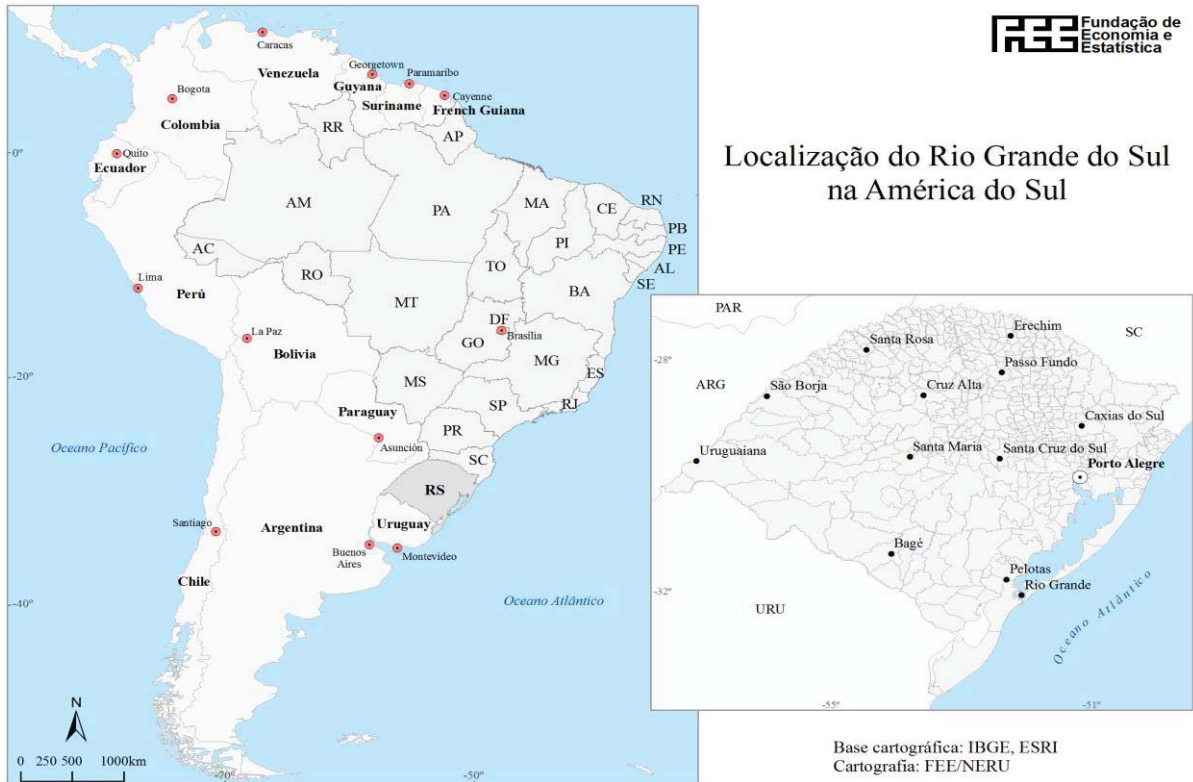 FEE Fundação de
Economia e
Estatística
Localização do Rio Grande do Sul
na América do Sul
Caracas
Venezuela
Georgetown
Paramaribo
Guyana
Cayenne
Suriname
French Guiana
Bogota
Colombia
RR
AP
0°
Quito
Ecuador
AM
PA
MA
CE
RN
PB
PI
PE
AC
AL
TO
SE
RO
Lima
Perú
MT
BA
DF
Brasília
La Paz
GO
Bolivia
MG
-20°
MS
ES
SP
RJ
Paraguay
Asunción
PR
Oceano Pacífico
SC
RS
Santiago
Argentina
Uruguay
Buenos
Aires
Montevideo
Chile
Oceano Atlântico
-40°
N
0 250 500 1000km
-70°
-50°
PAR
SC
Erechim
Santa Rosa
-28°
Passo Fundo
ARG
São Borja
Cruz Alta
Caxias do Sul
Uruguaiana
Santa Maria
Santa Cruz do Sul
Porto Alegre
Bagé
Pelotas
Rio Grande
-32°
URU
Oceano Atlântico
-55°
-51°
Base cartográfica: IBGE, ESRI
Cartografia: FEE/NERU